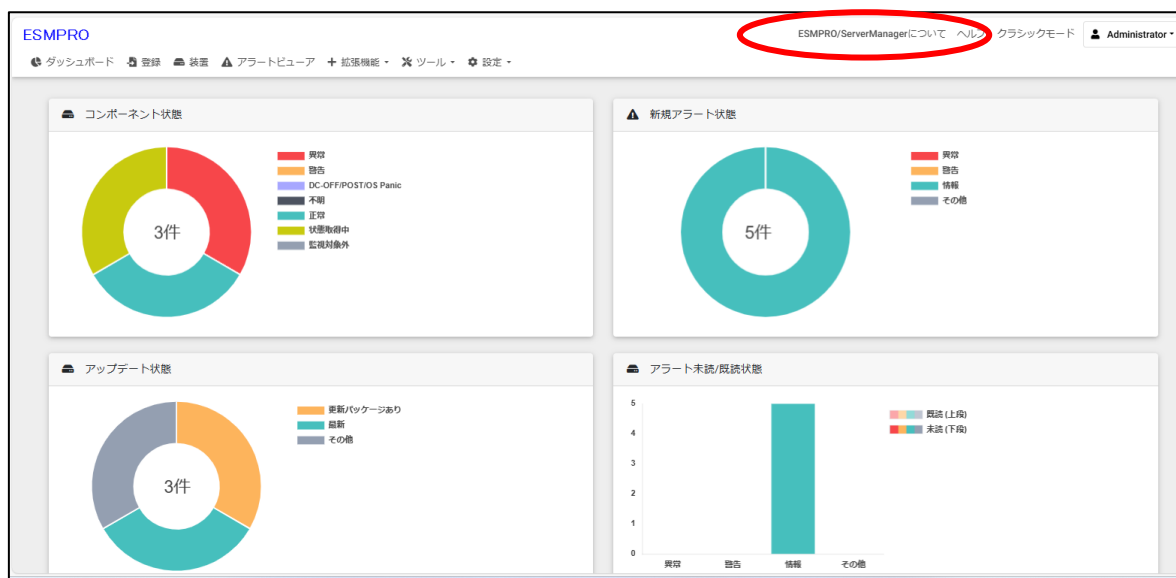 ESMPRO
ESMPRO/ServerManagerについて ヘルプ クラシックモード Administrator
ダッシュボード 登録 装置 アラートビューア 拡張機能 ツール 設定
コンポーネント状態
異常
警告
DC-OFF/POST/OS Panic
不明
正常
状態取得中
監視対象外
3件
新規アラート状態
異常
警告
情報
その他
5件
アップデート状態
更新パッケージあり
最新
その他
3件
アラート未読/既読状態
既読 (上段)
未読 (下段)
5
4
3
2
1
0
異常 警告 情報 その他